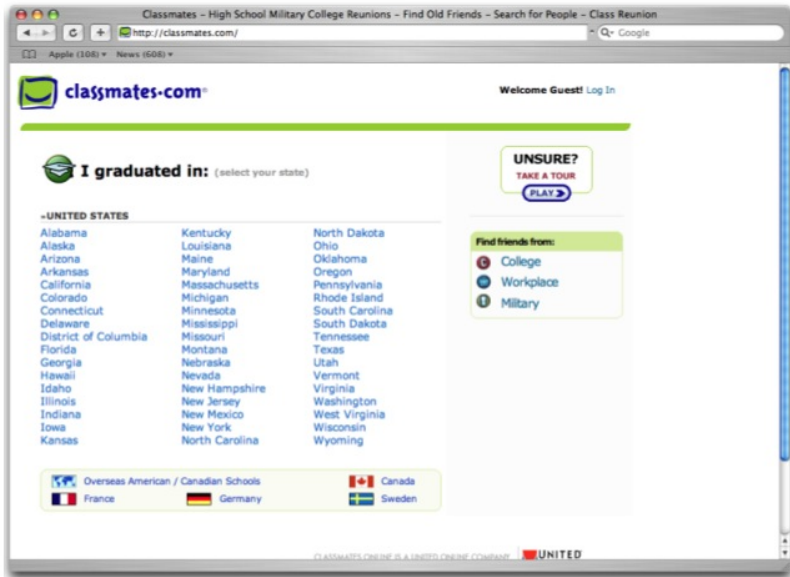 Classmates – High School Military College Reunions – Find Old Friends – Search for People – Class Reunion
http://classmates.com/
Google
Apple (108) News (608)
classmates.com®
Welcome Guest! Log In
I graduated in: (select your state)
UNSURE?
TAKE A TOUR
PLAY
»UNITED STATES
Alabama
Alaska
Arizona
Arkansas
California
Colorado
Connecticut
Delaware
District of Columbia
Florida
Georgia
Hawaii
Idaho
Illinois
Indiana
Iowa
Kansas
Kentucky
Louisiana
Maine
Maryland
Massachusetts
Michigan
Minnesota
Mississippi
Missouri
Montana
Nebraska
Nevada
New Hampshire
New Jersey
New Mexico
New York
North Carolina
North Dakota
Ohio
Oklahoma
Oregon
Pennsylvania
Rhode Island
South Carolina
South Dakota
Tennessee
Texas
Utah
Vermont
Virginia
Washington
West Virginia
Wisconsin
Wyoming
Find friends from:
C College
Workplace
Military
Overseas American / Canadian Schools
Canada
France
Germany
Sweden
CLASSMATES ONLINE IS A UNITED ONLINE COMPANY
UNITED